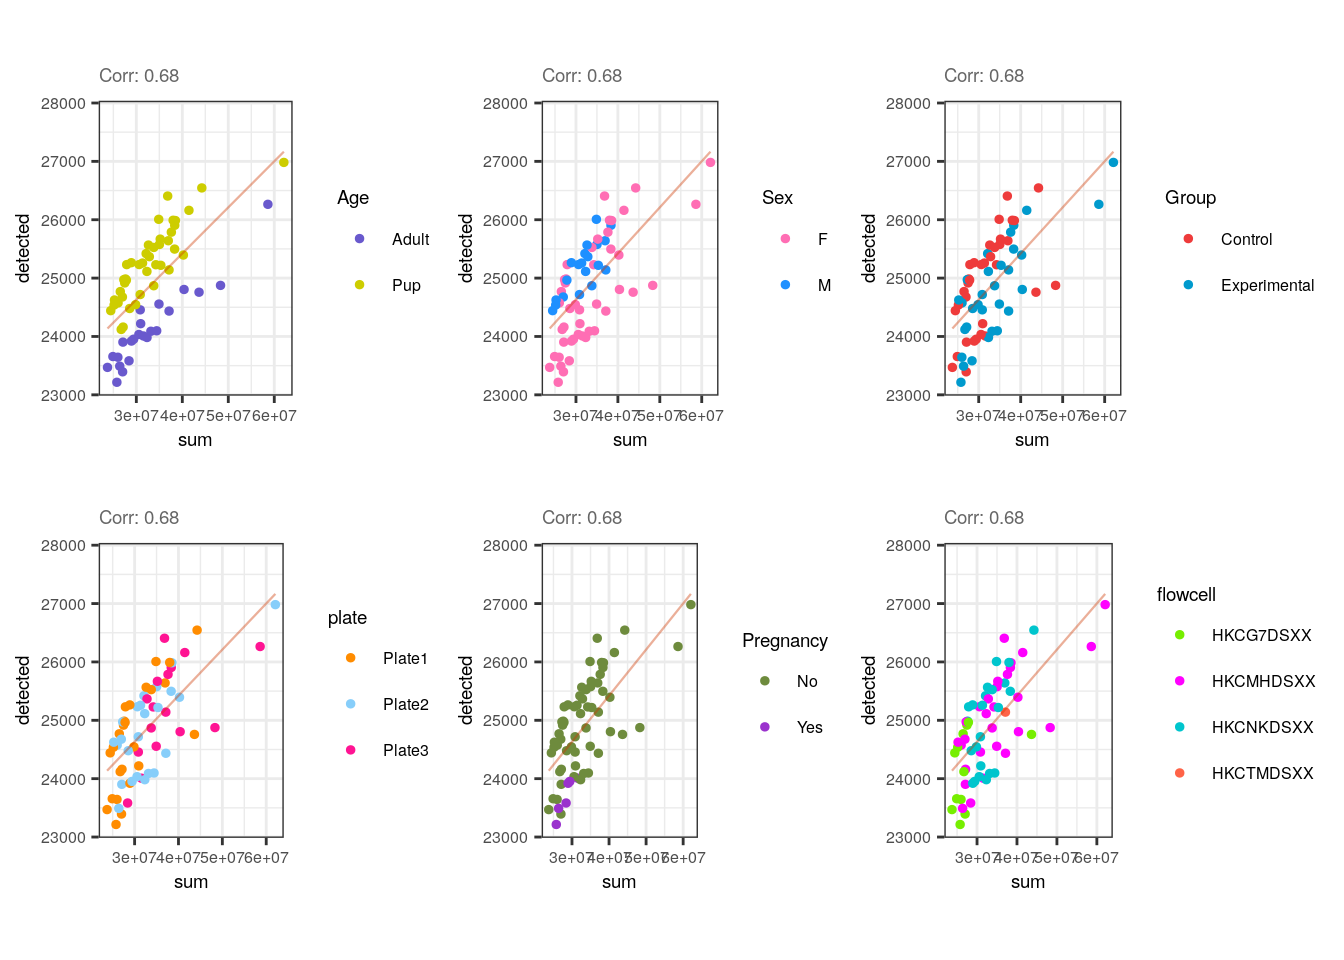 Corr: 0.68
28000
27000
26000
25000
24000
23000
detected
3e+07 4e+07 5e+07 6e+07
sum
Age
Adult
Pup
Corr: 0.68
28000
27000
26000
25000
24000
23000
detected
3e+07 4e+07 5e+07 6e+07
sum
Sex
F
M
Corr: 0.68
28000
27000
26000
25000
24000
23000
detected
3e+07 4e+07 5e+07 6e+07
sum
Group
Control
Experimental
Corr: 0.68
28000
27000
26000
25000
24000
23000
detected
3e+07 4e+07 5e+07 6e+07
sum
plate
Plate1
Plate2
Plate3
Corr: 0.68
28000
27000
26000
25000
24000
23000
detected
3e+07 4e+07 5e+07 6e+07
sum
Pregnancy
No
Yes
Corr: 0.68
28000
27000
26000
25000
24000
23000
detected
3e+07 4e+07 5e+07 6e+07
sum
flowcell
HKCG7DSXX
HKCMHDSXX
HKCNKDSXX
HKCTMDSXX